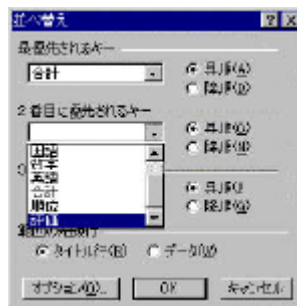 並べ替え
最優先されるキー
合計
昇順(A)
降順(D)
2番目に優先されるキー
昇順(C)
降順(N)
国語
数学
英語
合計
順位
評価
昇順(I)
降順(G)
範囲の先頭行
タイトル行(R)
データ(W)
オプション(O)...
OK
キャンセル